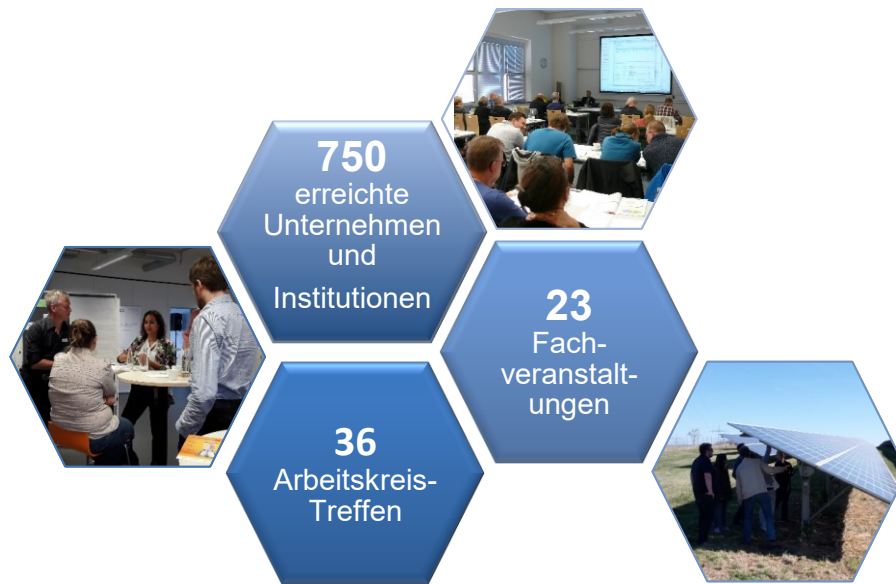 750
erreichte
Unternehmen
und
Institutionen
23
Fach-
veranstalt-
ungen
36
Arbeitskreis-
Treffen